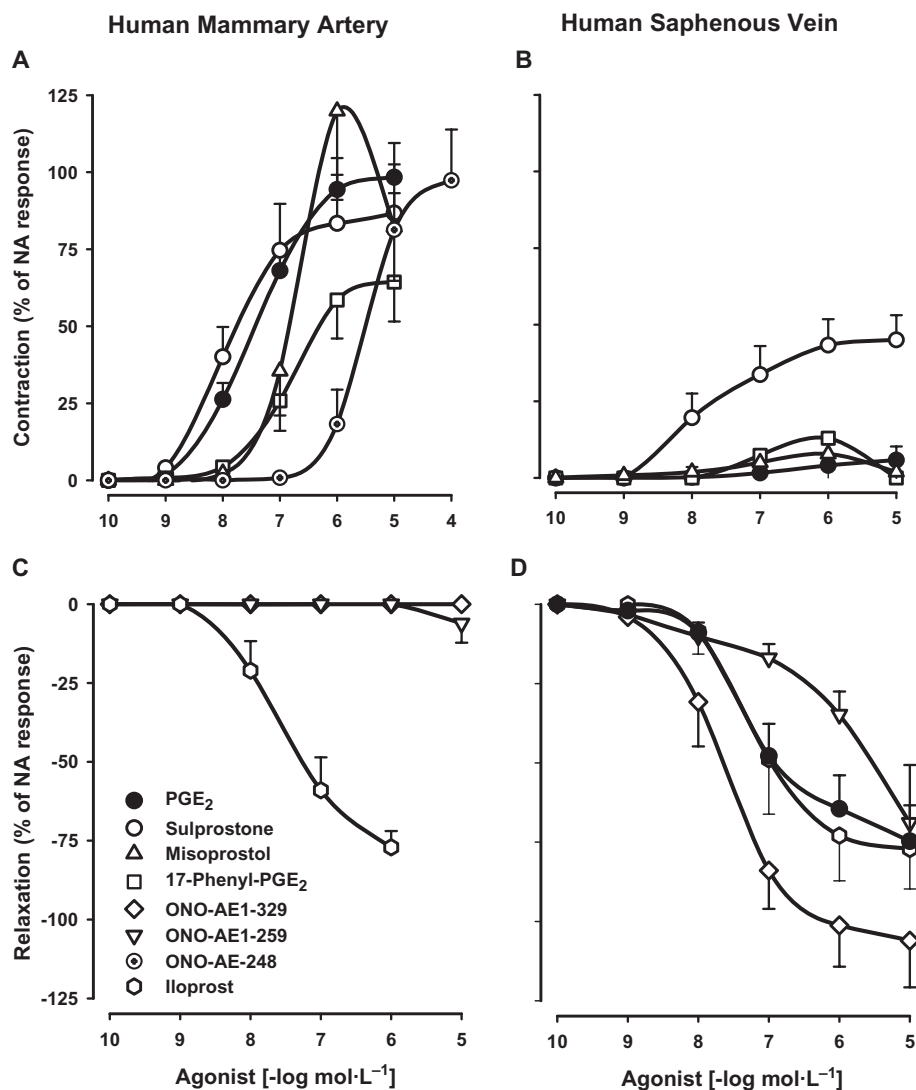 Human Mammary Artery
Human Saphenous Vein
A
B
Contraction (% of NA response)
125
100
75
50
25
0
10 9 8 7 6 5 4
10 9 8 7 6 5
C
D
Relaxation (% of NA response)
0
-25
-50
-75
-100
-125
PGE₂
Sulprostone
Misoprostol
17-Phenyl-PGE₂
ONO-AE1-329
ONO-AE1-259
ONO-AE-248
Iloprost
10 9 8 7 6 5
10 9 8 7 6 5
Agonist [-log mol·L⁻¹]
Agonist [-log mol·L⁻¹]